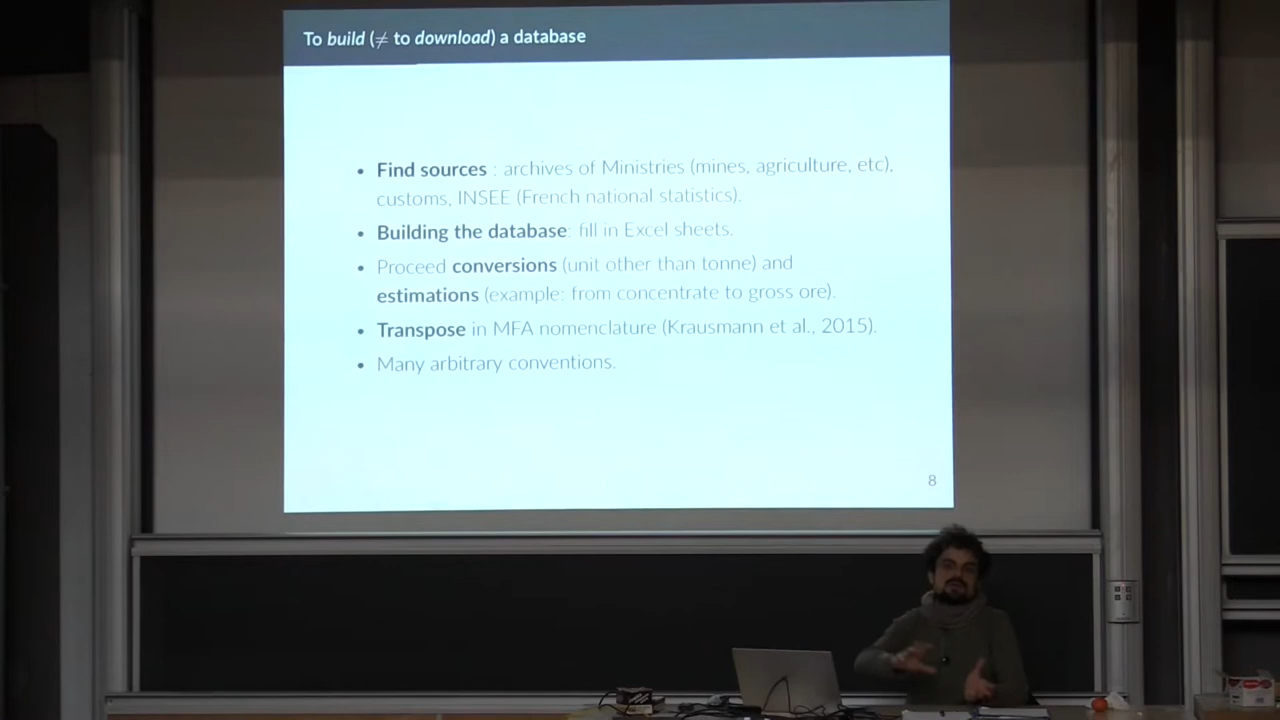 To build (≠ to download) a database
• Find sources : archives of Ministries (mines, agriculture, etc),
customs, INSEE (French national statistics).
• Building the database: fill in Excel sheets.
• Proceed conversions (unit other than tonne) and
estimations (example: from concentrate to gross ore).
• Transpose in MFA nomenclature (Krausmann et al., 2015).
• Many arbitrary conventions.
8